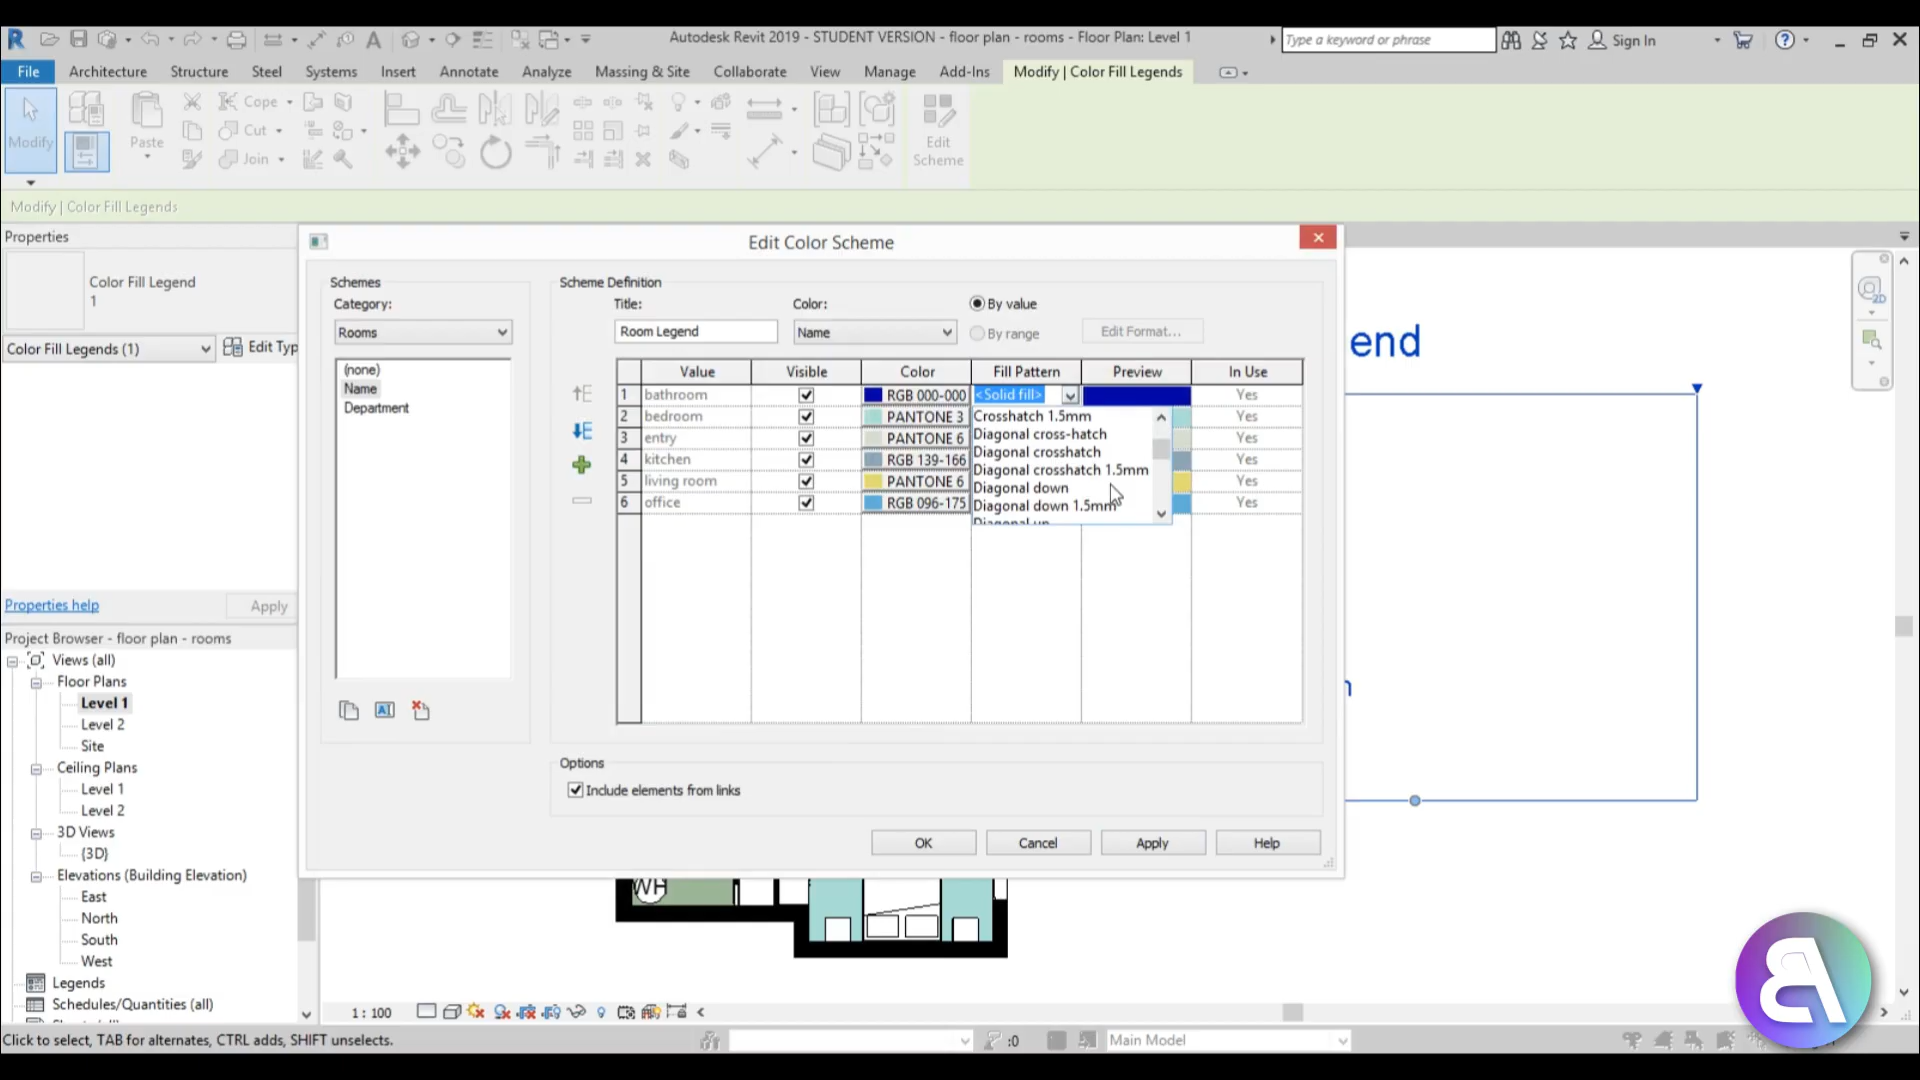 Autodesk Revit 2019 - STUDENT VERSION - floor plan - rooms - Floor Plan: Level 1
Type a keyword or phrase
Sign In
File
Architecture
Structure
Steel
Systems
Insert
Annotate
Analyze
Massing & Site
Collaborate
View
Manage
Add-Ins
Modify | Color Fill Legends
Modify
Paste
Cope
Cut
Join
Edit
Scheme
Modify | Color Fill Legends
Properties
Color Fill Legend
1
Color Fill Legends (1)
Edit Typ
Properties help
Apply
Project Browser - floor plan - rooms
Views (all)
Floor Plans
Level 1
Level 2
Site
Ceiling Plans
Level 1
Level 2
3D Views
{3D}
Elevations (Building Elevation)
East
North
South
West
Legends
Schedules/Quantities (all)
Edit Color Scheme
Schemes
Category:
Rooms
(none)
Name
Department
Scheme Definition
Title:
Room Legend
Color:
Name
By value
By range
Edit Format...
Value Visible Color Fill Pattern Preview In Use
1 bathroom RGB 000-000 <Solid fill> Yes
2 bedroom PANTONE 3 Yes
3 entry PANTONE 6 Yes
4 kitchen RGB 139-166 Yes
5 living room PANTONE 6 Yes
6 office RGB 096-175 Yes
Crosshatch 1.5mm
Diagonal cross-hatch
Diagonal crosshatch
Diagonal crosshatch 1.5mm
Diagonal down
Diagonal down 1.5mm
Diagonal up
Options
Include elements from links
OK
Cancel
Apply
Help
end
WH
1 : 100
Click to select, TAB for alternates, CTRL adds, SHIFT unselects.
:0
Main Model